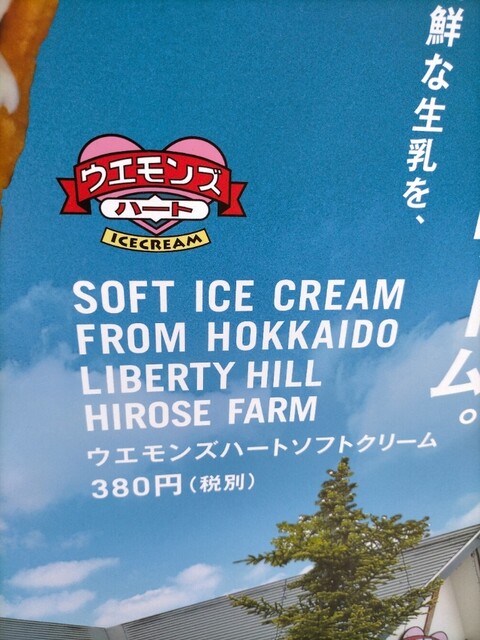 鮮な生乳を、
ーム。
ウエモンズ
ハート
ICECREAM
SOFT ICE CREAM
FROM HOKKAIDO
LIBERTY HILL
HIROSE FARM
ウエモンズハートソフトクリーム
380円(税別)